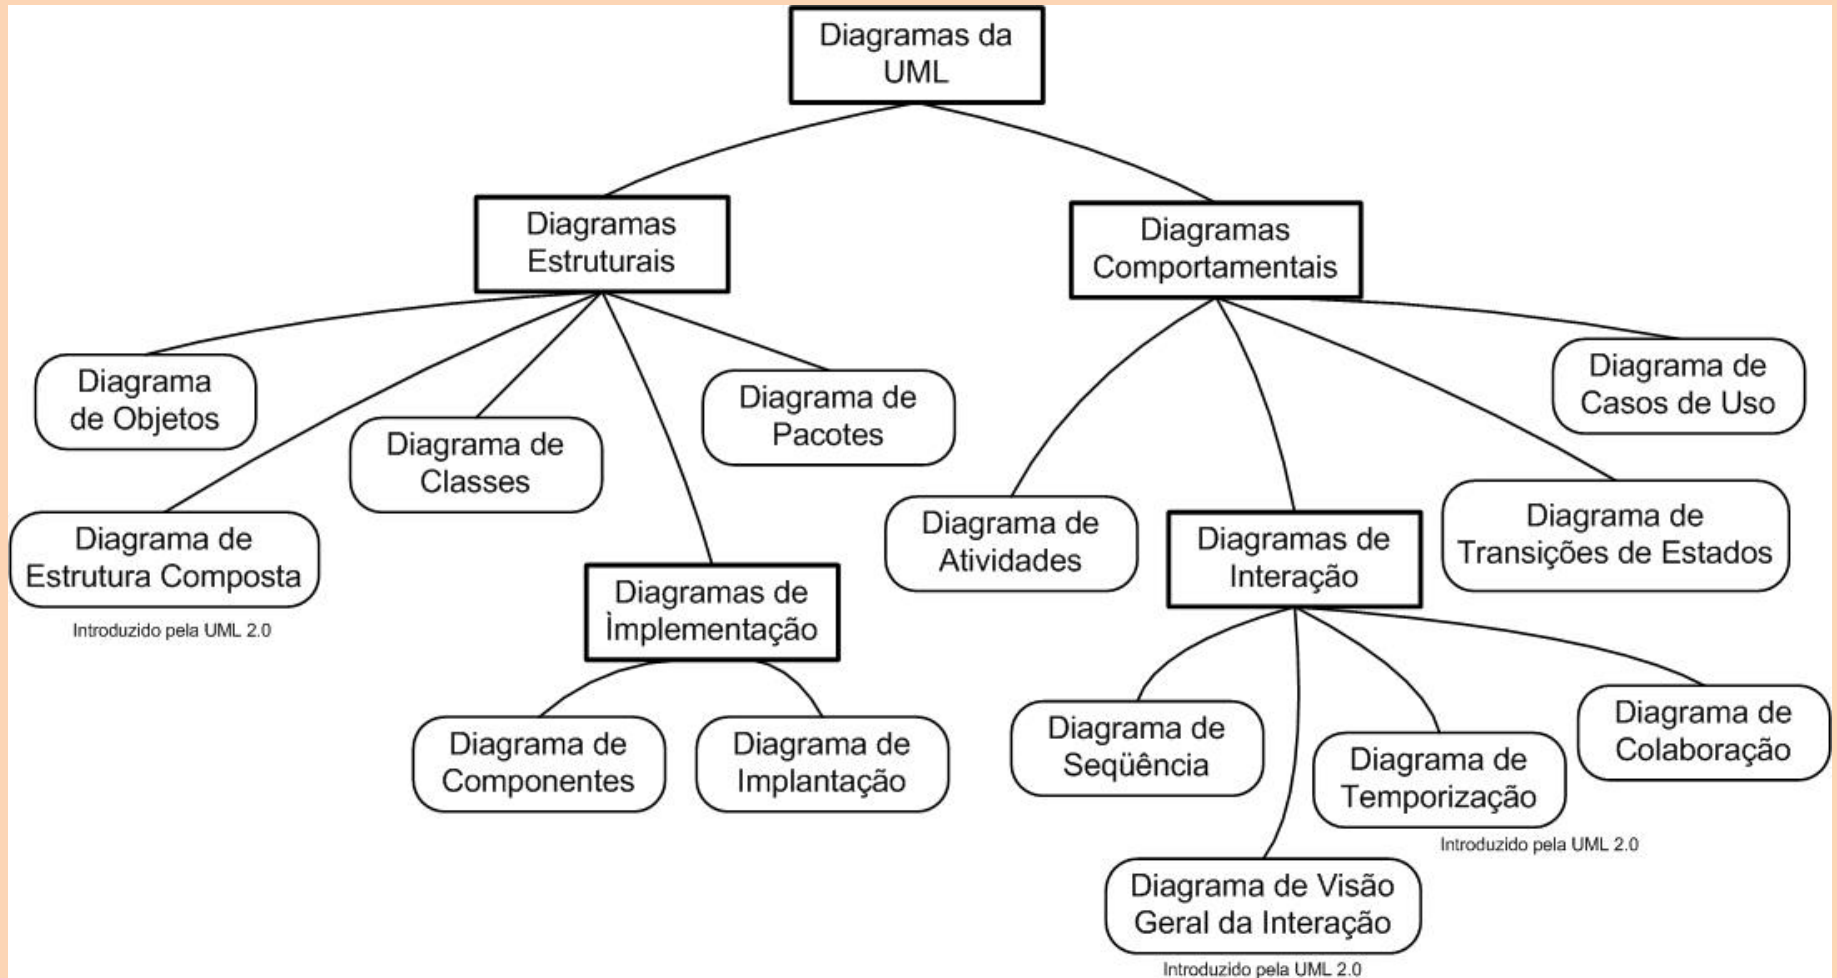 Diagramas da
UML
Diagramas
Estruturais
Diagramas
Comportamentais
Diagrama
de Objetos
Diagrama de
Estrutura Composta
Introduzido pela UML 2.0
Diagrama de
Classes
Diagrama de
Pacotes
Diagramas de
Ìmplementação
Diagrama de
Componentes
Diagrama de
Implantação
Diagrama de
Atividades
Diagramas de
Interação
Diagrama de
Transições de Estados
Diagrama de
Casos de Uso
Diagrama de
Seqüência
Diagrama de Visão
Geral da Interação
Introduzido pela UML 2.0
Diagrama de
Temporização
Introduzido pela UML 2.0
Diagrama de
Colaboração